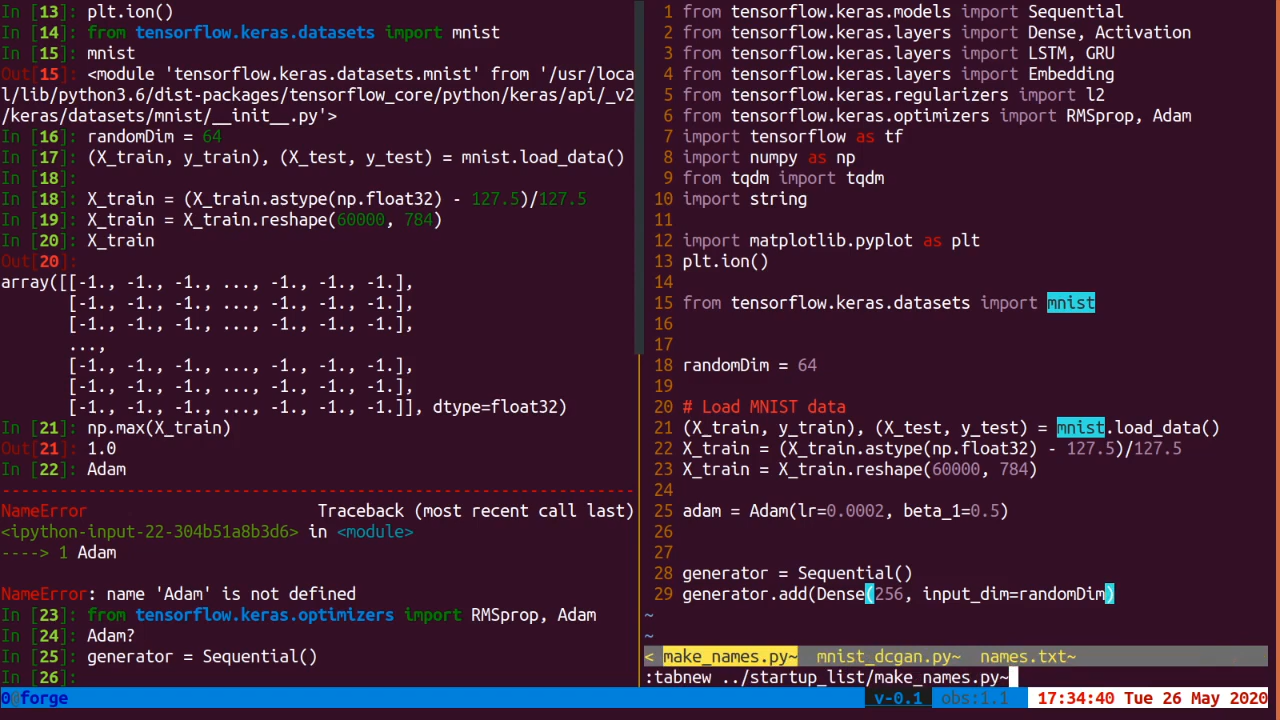 In [13]: plt.ion()
In [14]: from tensorflow.keras.datasets import mnist
In [15]: mnist
Out[15]: <module 'tensorflow.keras.datasets.mnist' from '/usr/loca
l/lib/python3.6/dist-packages/tensorflow_core/python/keras/api/_v2
/keras/datasets/mnist/__init__.py'>
In [16]: randomDim = 64
In [17]: (X_train, y_train), (X_test, y_test) = mnist.load_data()
In [18]:
In [18]: X_train = (X_train.astype(np.float32) - 127.5)/127.5
In [19]: X_train = X_train.reshape(60000, 784)
In [20]: X_train
Out[20]:
array([[-1., -1., -1., ..., -1., -1., -1.],
       [-1., -1., -1., ..., -1., -1., -1.],
       [-1., -1., -1., ..., -1., -1., -1.],
       ...,
       [-1., -1., -1., ..., -1., -1., -1.],
       [-1., -1., -1., ..., -1., -1., -1.],
       [-1., -1., -1., ..., -1., -1., -1.]], dtype=float32)
In [21]: np.max(X_train)
Out[21]: 1.0
In [22]: Adam
------------------------------------------------------------------
NameError                        Traceback (most recent call last)
<ipython-input-22-304b51a8b3d6> in <module>
----> 1 Adam
NameError: name 'Adam' is not defined
In [23]: from tensorflow.keras.optimizers import RMSprop, Adam
In [24]: Adam?
In [25]: generator = Sequential()
In [26]:
1 from tensorflow.keras.models import Sequential
2 from tensorflow.keras.layers import Dense, Activation
3 from tensorflow.keras.layers import LSTM, GRU
4 from tensorflow.keras.layers import Embedding
5 from tensorflow.keras.regularizers import l2
6 from tensorflow.keras.optimizers import RMSprop, Adam
7 import tensorflow as tf
8 import numpy as np
9 from tqdm import tqdm
10 import string
11
12 import matplotlib.pyplot as plt
13 plt.ion()
14
15 from tensorflow.keras.datasets import mnist
16
17
18 randomDim = 64
19
20 # Load MNIST data
21 (X_train, y_train), (X_test, y_test) = mnist.load_data()
22 X_train = (X_train.astype(np.float32) - 127.5)/127.5
23 X_train = X_train.reshape(60000, 784)
24
25 adam = Adam(lr=0.0002, beta_1=0.5)
26
27
28 generator = Sequential()
29 generator.add(Dense(256, input_dim=randomDim)
~
~
< make_names.py~  mnist_dcgan.py~  names.txt~
:tabnew ../startup_list/make_names.py~
0@forge v-0.1 obs:1.1 17:34:40 Tue 26 May 2020